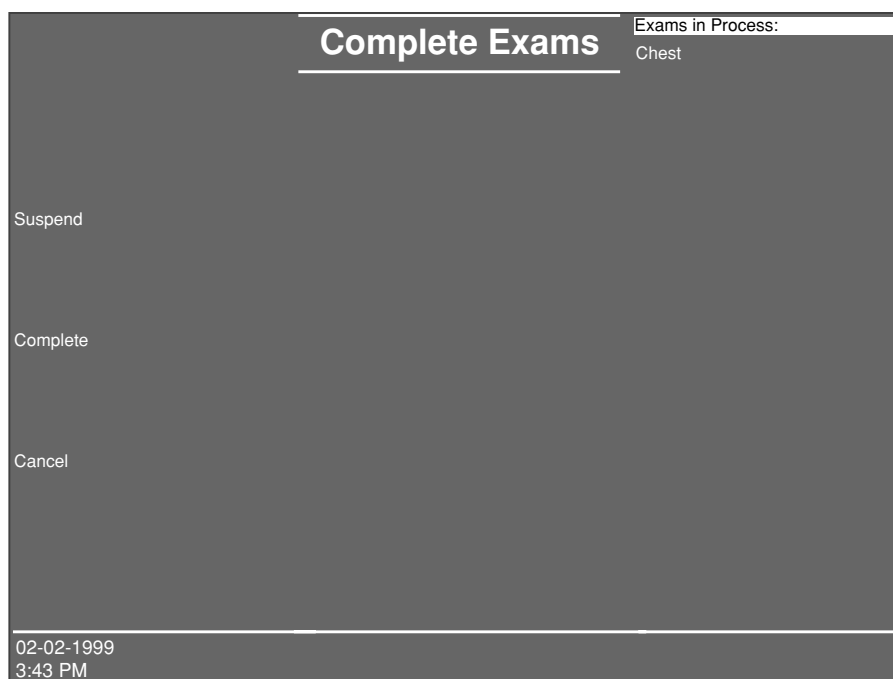 Complete Exams
Exams in Process:
Chest
Suspend
Complete
Cancel
02-02-1999
3:43 PM